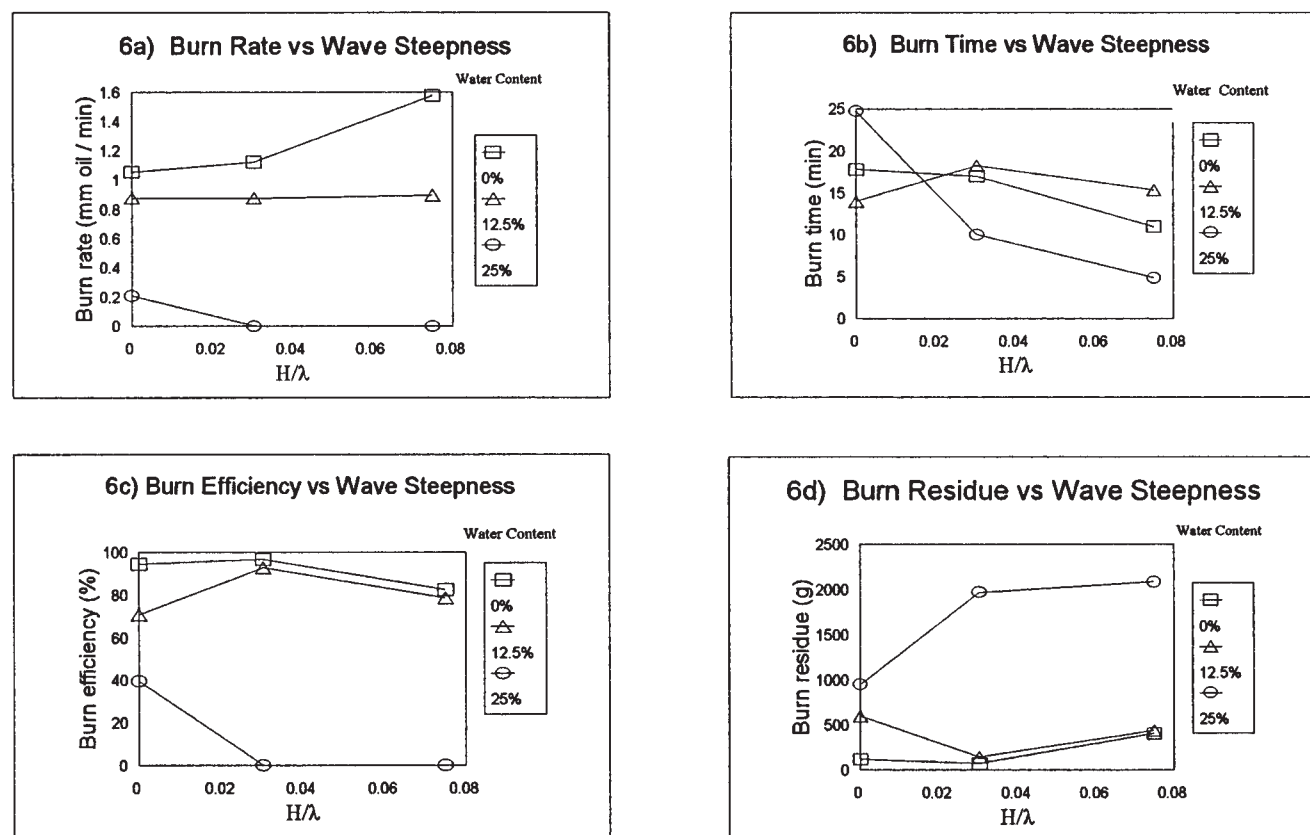 6a) Burn Rate vs Wave Steepness
Water Content
Burn rate (mm oil / min)
1.6
1.4
1.2
1
0.8
0.6
0.4
0.2
0
0 0.02 0.04 0.06 0.08
H/λ
0%
12.5%
25%
6b) Burn Time vs Wave Steepness
Water Content
Burn time (min)
25
20
15
10
5
0
0 0.02 0.04 0.06 0.08
H/λ
0%
12.5%
25%
6c) Burn Efficiency vs Wave Steepness
Water Content
Burn efficiency (%)
100
80
60
40
20
0
0 0.02 0.04 0.06 0.08
H/λ
0%
12.5%
25%
6d) Burn Residue vs Wave Steepness
Water Content
Burn residue (g)
2500
2000
1500
1000
500
0
0 0.02 0.04 0.06 0.08
H/λ
0%
12.5%
25%